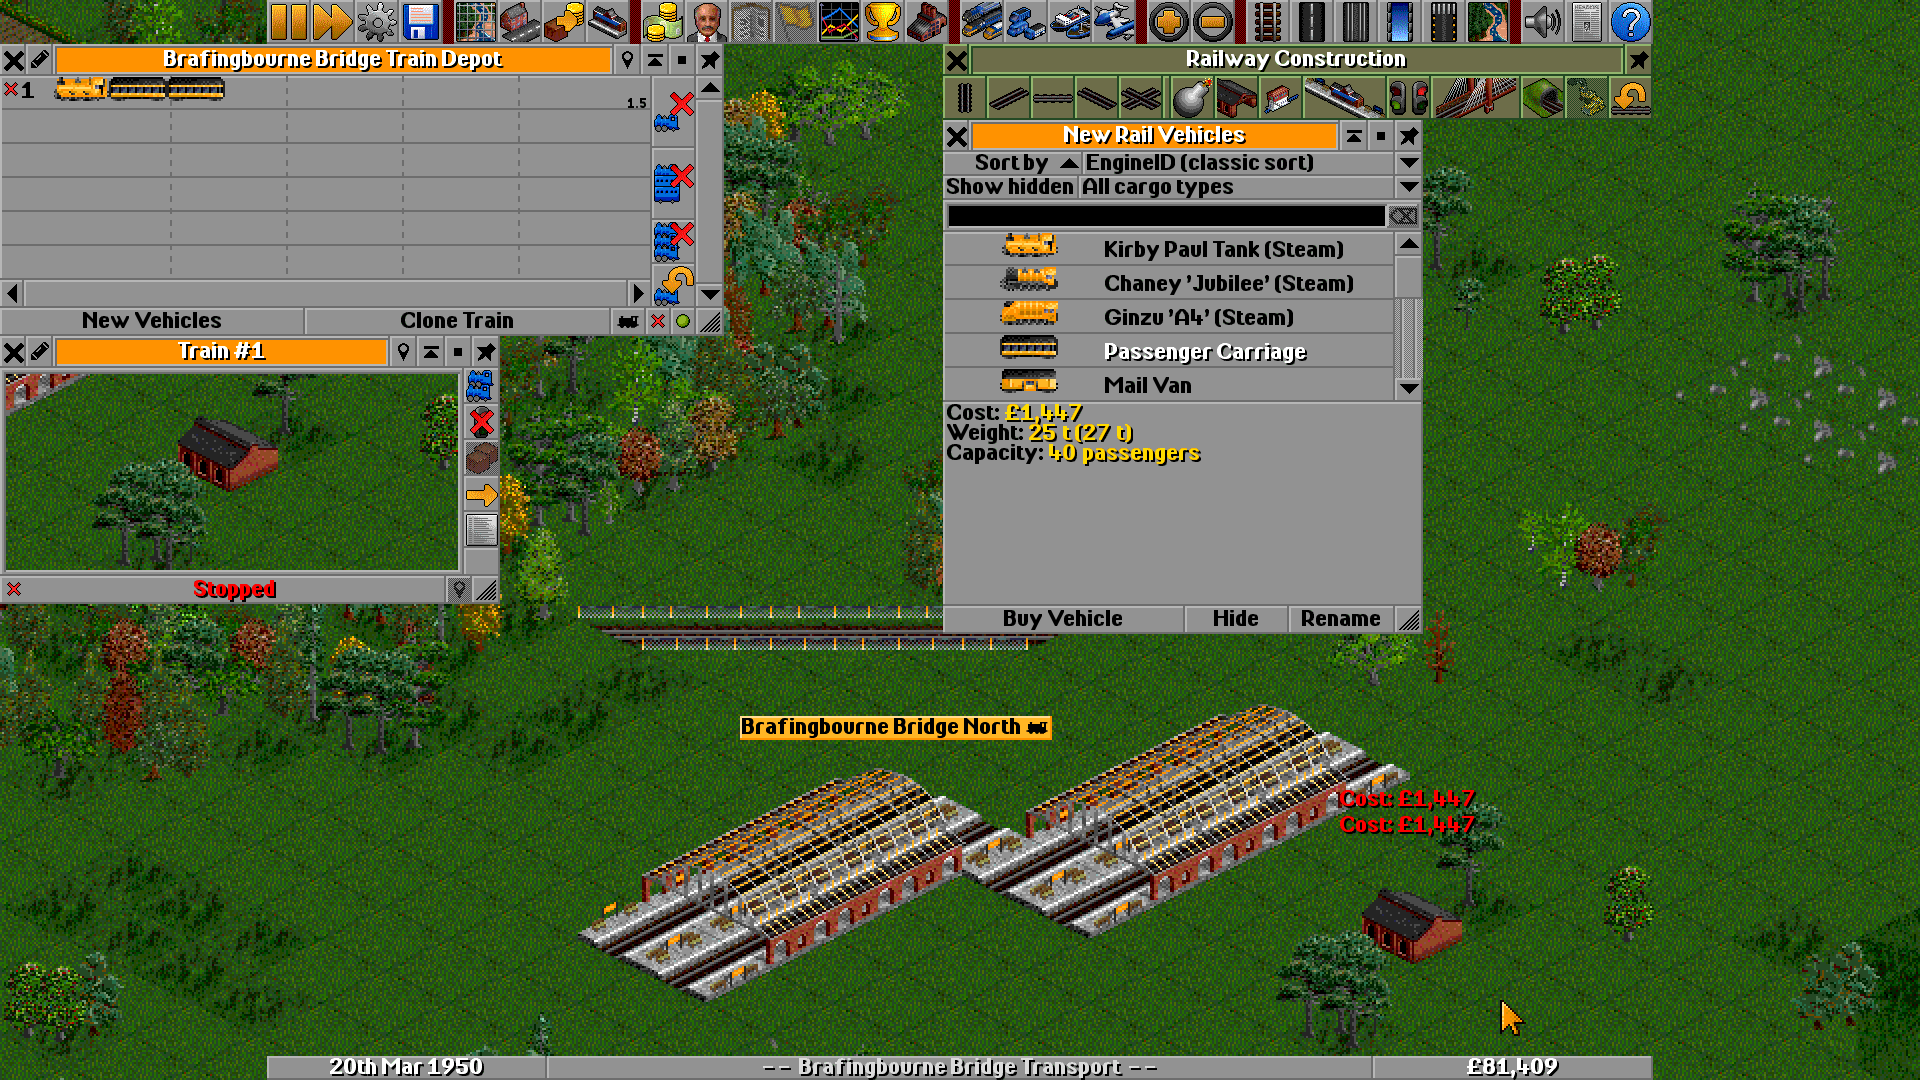 Brafingbourne Bridge Train Depot
1
1.5
New Vehicles
Clone Train
Train #1
Stopped
Railway Construction
New Rail Vehicles
Sort by
EngineID (classic sort)
Show hidden
All cargo types
Kirby Paul Tank (Steam)
Chaney 'Jubilee' (Steam)
Ginzu 'A4' (Steam)
Passenger Carriage
Mail Van
Cost: £1,447
Weight: 25 t (27 t)
Capacity: 40 passengers
Buy Vehicle
Hide
Rename
Brafingbourne Bridge North
Cost: £1,447
Cost: £1,447
20th Mar 1950
-- Brafingbourne Bridge Transport --
£81,409